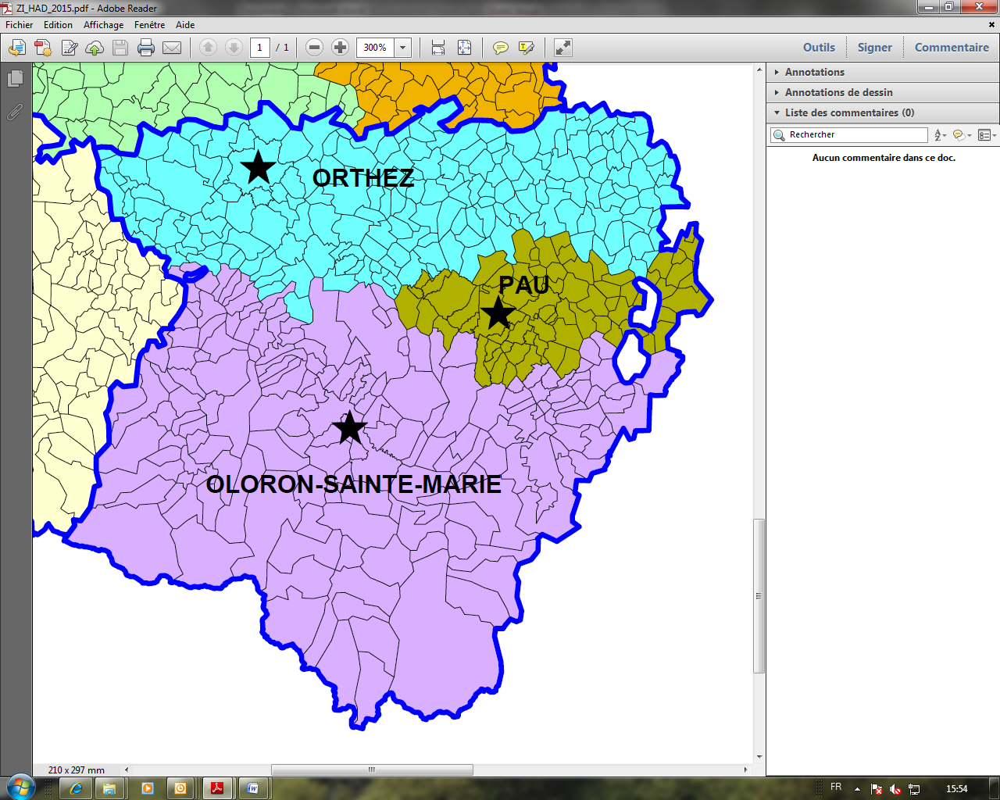 ZI_HAD_2015.pdf - Adobe Reader
Fichier Edition Affichage Fenêtre Aide
1 / 1 300% Outils Signer Commentaire
Annotations
Annotations de dessin
Liste des commentaires (0)
Rechercher
Aucun commentaire dans ce doc.
ORTHEZ
PAU
OLORON-SAINTE-MARIE
210 x 297 mm
FR 15:54